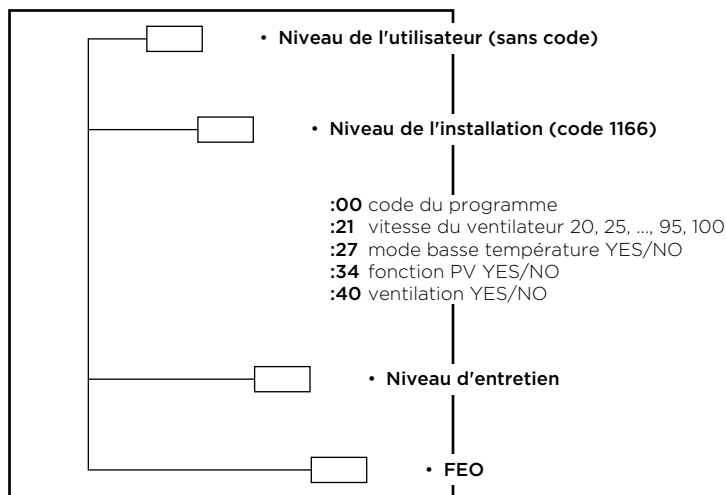 • Niveau de l'utilisateur (sans code)
• Niveau de l'installation (code 1166)
:00 code du programme
:21 vitesse du ventilateur 20, 25, ..., 95, 100
:27 mode basse température YES/NO
:34 fonction PV YES/NO
:40 ventilation YES/NO
• Niveau d'entretien
• FEO